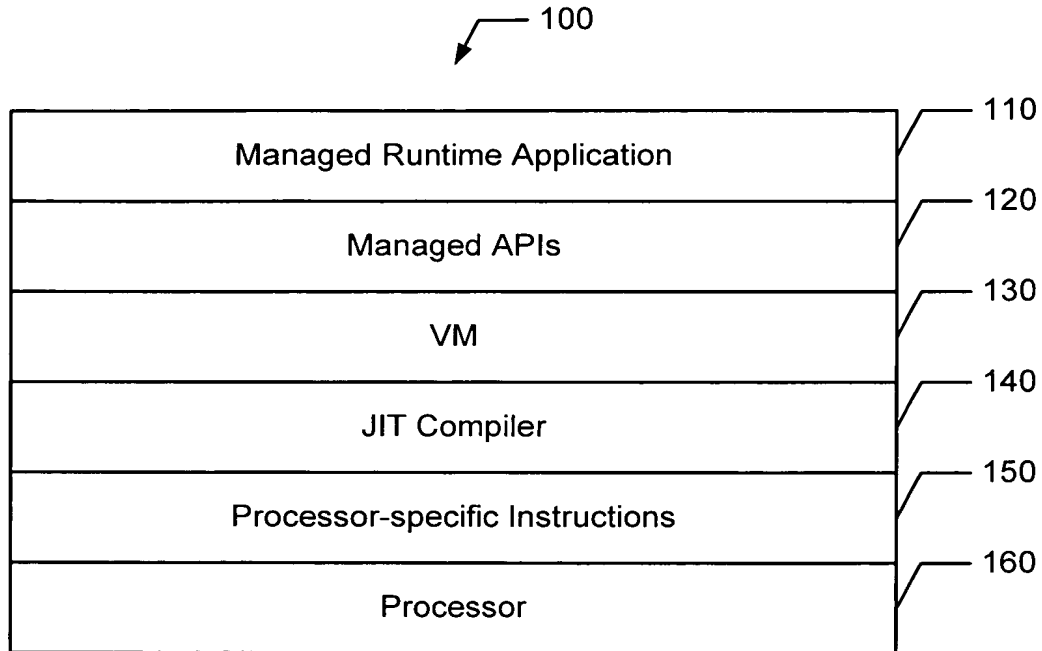 100
110
Managed Runtime Application
120
Managed APIs
130
VM
140
JIT Compiler
150
Processor-specific Instructions
160
Processor